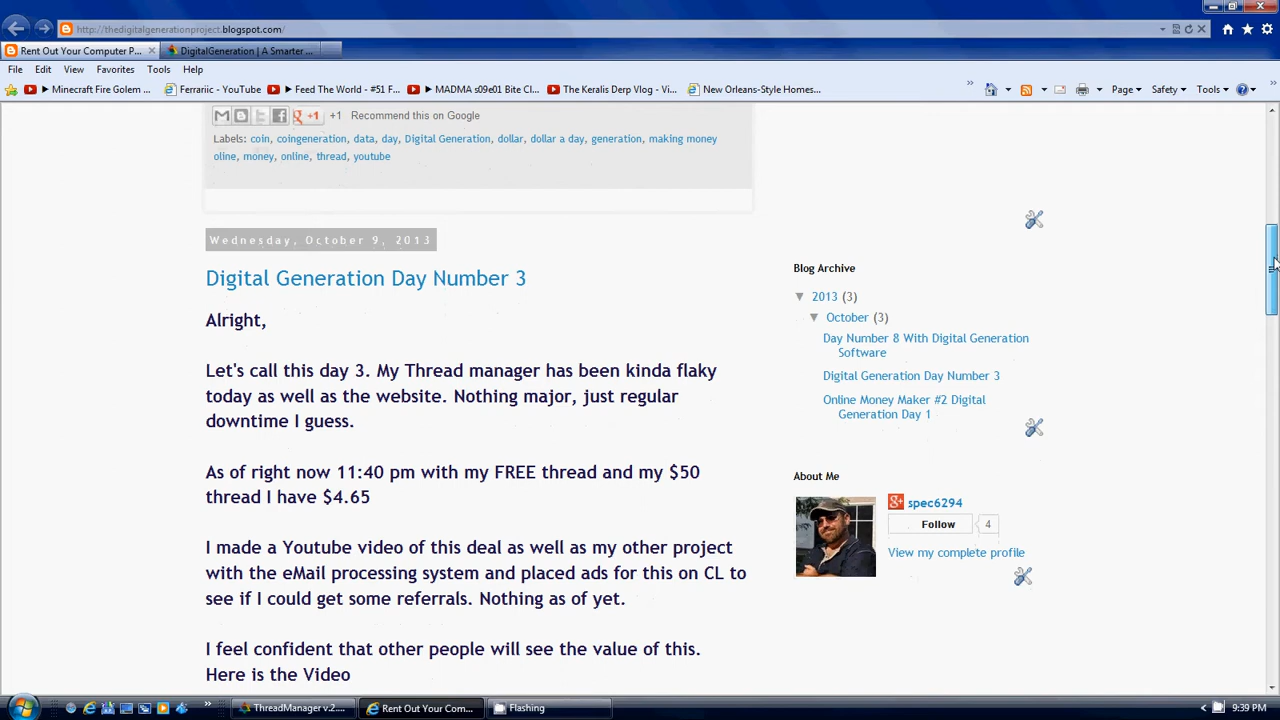 http://thedigitalgenerationproject.blogspot.com/
Rent Out Your Computer P...
DigitalGeneration | A Smarter ...
File Edit View Favorites Tools Help
Minecraft Fire Golem ... Ferrariic - YouTube Feed The World - #51 F... MADMA s09e01 Bite Cl... The Keralis Derp Vlog - Vi... New Orleans-Style Homes... Page Safety Tools
+1 +1 Recommend this on Google
Labels: coin, coingeneration, data, day, Digital Generation, dollar, dollar a day, generation, making money
oline, money, online, thread, youtube
Wednesday, October 9, 2013
Digital Generation Day Number 3
Alright,
Let's call this day 3. My Thread manager has been kinda flaky
today as well as the website. Nothing major, just regular
downtime I guess.
As of right now 11:40 pm with my FREE thread and my $50
thread I have $4.65
I made a Youtube video of this deal as well as my other project
with the eMail processing system and placed ads for this on CL to
see if I could get some referrals. Nothing as of yet.
I feel confident that other people will see the value of this.
Here is the Video
Blog Archive
2013 (3)
October (3)
Day Number 8 With Digital Generation
Software
Digital Generation Day Number 3
Online Money Maker #2 Digital
Generation Day 1
About Me
spec6294
Follow 4
View my complete profile
ThreadManager v.2.... Rent Out Your Com... Flashing 9:39 PM